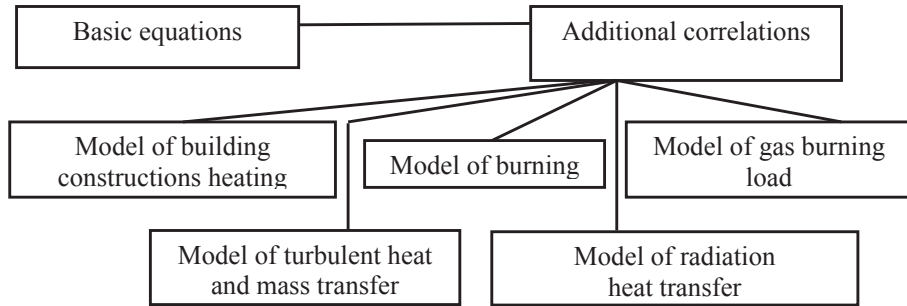 Basic equations
Additional correlations
Model of building
constructions heating
Model of burning
Model of gas burning
load
Model of turbulent heat
and mass transfer
Model of radiation
heat transfer